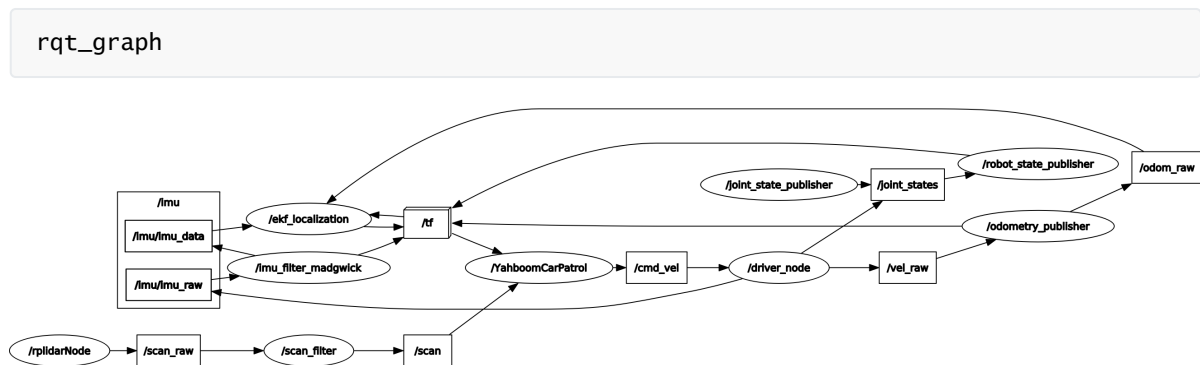 rqt_graph
/odom_raw
/robot_state_publisher
/joint_state_publisher
/joint_states
/imu
/ekf_localization
/tf
/odometry_publisher
/imu/imu_data
/imu_filter_madgwick
/YahboomCarPatrol
/cmd_vel
/driver_node
/vel_raw
/imu/imu_raw
/rplidarNode
/scan_raw
/scan_filter
/scan